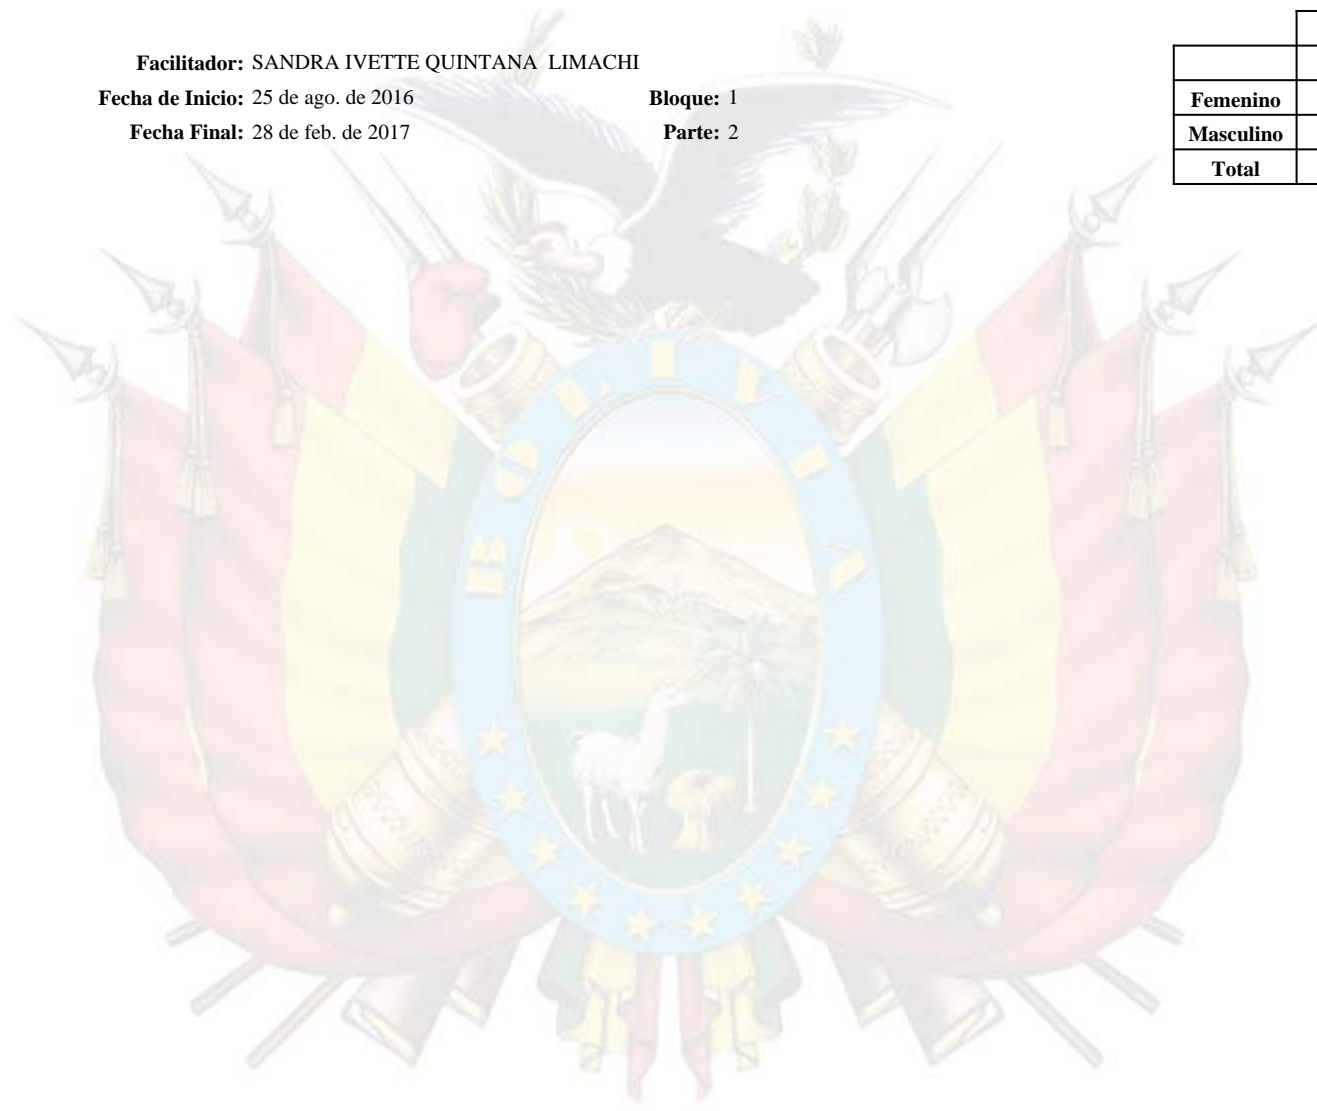 Facilitador: SANDRA IVETTE QUINTANA LIMACHI
Fecha de Inicio: 25 de ago. de 2016 Bloque: 1
Fecha Final: 28 de feb. de 2017 Parte: 2
Femenino
Masculino
Total
BOLIVIA